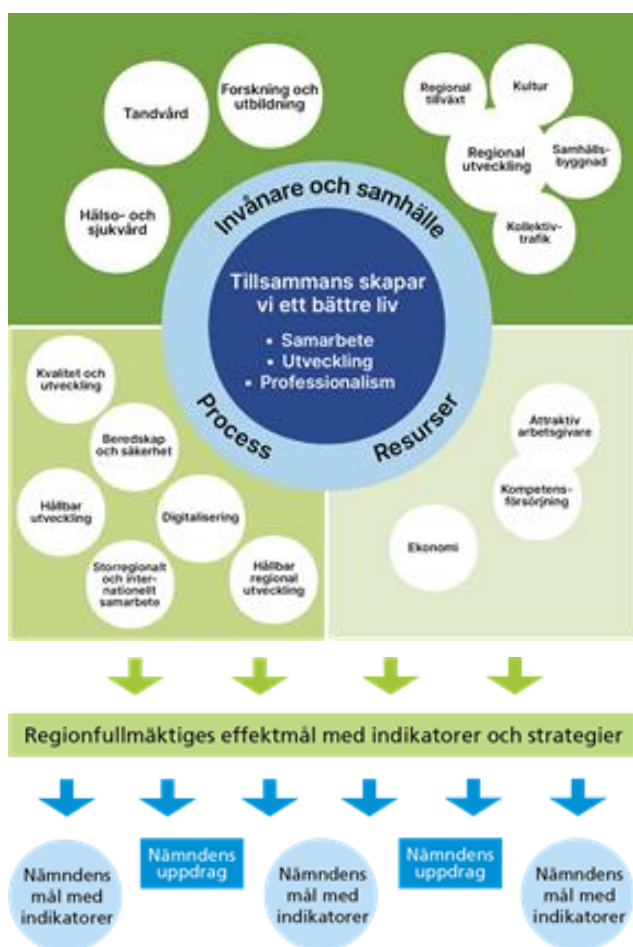 Forskning och
utbildning
Tandvård
Hälso- och
sjukvård
Regional
tillväxt
Kultur
Regional
utveckling
Samhälls-
byggnad
Kollektiv-
trafik
Invånare och samhälle
Tillsammans skapar
vi ett bättre liv
• Samarbete
• Utveckling
• Professionalism
Process
Resurser
Kvalitet och
utveckling
Beredskap
och säkerhet
Hållbar
utveckling
Digitalisering
Storregionalt
och inter-
nationellt
samarbete
Hållbar
regional
utveckling
Attraktiv
arbetsgivare
Kompetens-
försörjning
Ekonomi
Regionfullmäktiges effektmål med indikatorer och strategier
Nämndens
mål med
indikatorer
Nämndens
uppdrag
Nämndens
mål med
indikatorer
Nämndens
uppdrag
Nämndens
mål med
indikatorer